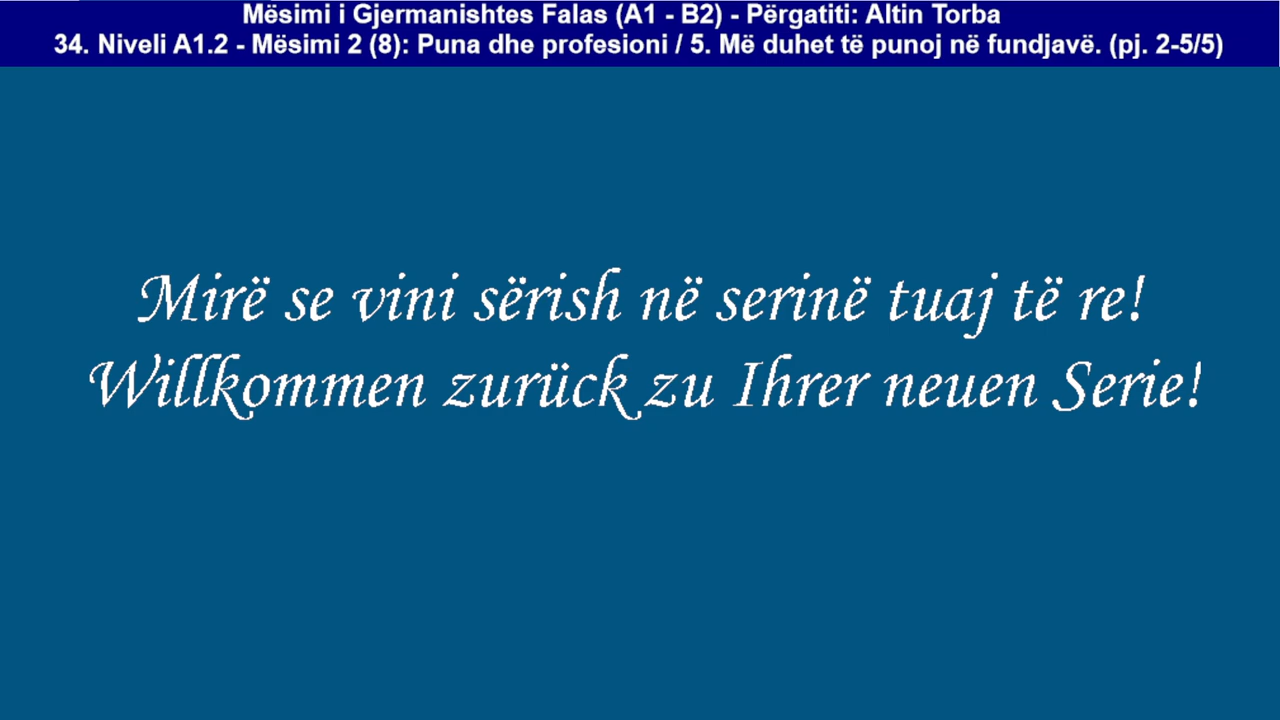 Mësimi i Gjermanishtes Falas (A1 - B2) - Përgatiti: Altin Torba
34. Niveli A1.2 - Mësimi 2 (8): Puna dhe profesioni / 5. Më duhet të punoj në fundjavë. (pj. 2-5/5)
Mirë se vini sërish në serinë tuaj të re!
Willkommen zurück zu Ihrer neuen Serie!